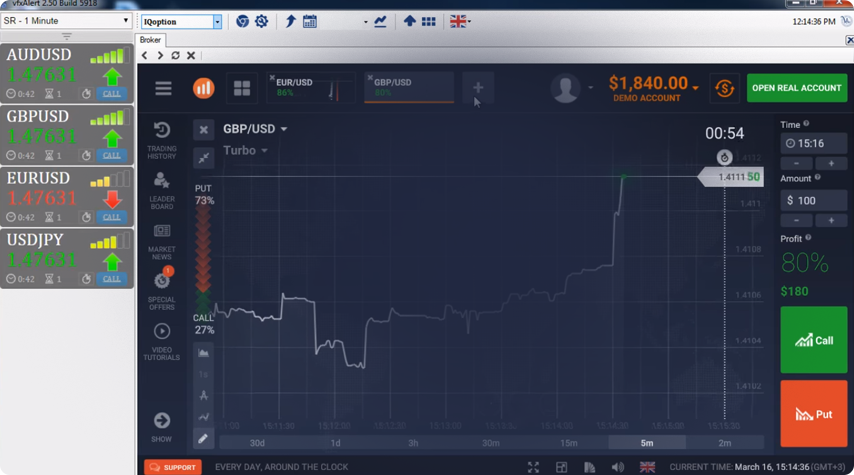 vfxAlert 2.50 Build 5918
SR - 1 Minute
IQoption
12:14:36 PM
Broker
AUDUSD
1.47631
0:42 1 CALL
GBPUSD
1.47631
0:42 1 CALL
EURUSD
1.47631
0:42 1 CALL
USDJPY
1.47631
0:42 1 CALL
EUR/USD
86%
GBP/USD
80%
$1,840.00
DEMO ACCOUNT
OPEN REAL ACCOUNT
TRADING HISTORY
LEADER BOARD
MARKET NEWS
1
SPECIAL OFFERS
VIDEO TUTORIALS
SHOW
GBP/USD
Turbo
PUT
73%
CALL
27%
00:54
1.4112
1.4111 50
1.411
1.4108
1.4106
1.4104
1.4102
15:11:00 15:11:30 15:12:00 15:12:30 15:13:00 15:13:30 15:14:00 15:14:30 15:15:00 15:15:30
30d 1d 3h 30m 15m 5m 2m
Time
15:16
- +
Amount
$ 100
- +
Profit
80%
$180
Call
Put
SUPPORT
EVERY DAY, AROUND THE CLOCK
CURRENT TIME: March 16, 15:14:36 (GMT+3)